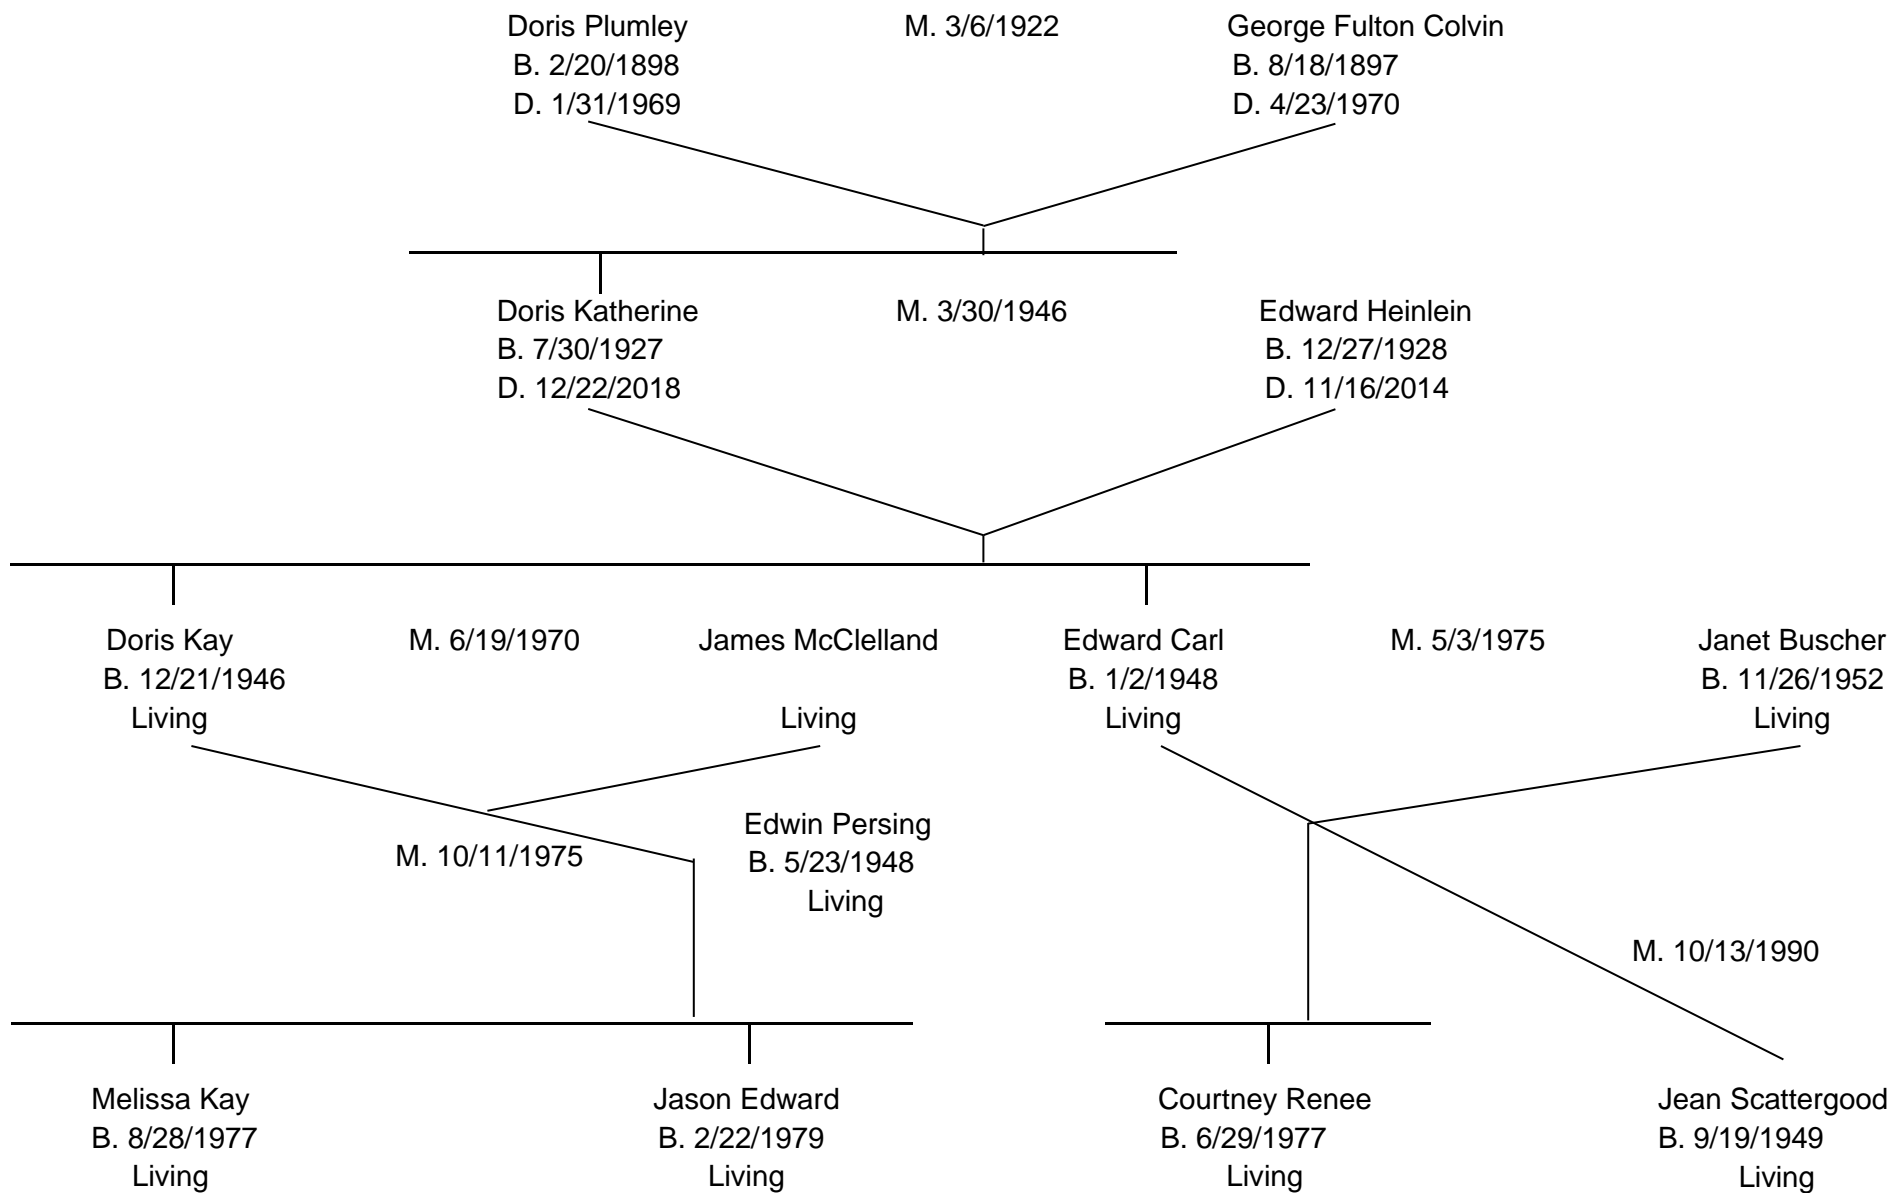 Doris Plumley M. 3/6/1922 George Fulton Colvin
B. 2/20/1898 B. 8/18/1897
D. 1/31/1969 D. 4/23/1970
Doris Katherine M. 3/30/1946 Edward Heinlein
B. 7/30/1927 B. 12/27/1928
D. 12/22/2018 D. 11/16/2014
Doris Kay M. 6/19/1970 James McClelland Edward Carl M. 5/3/1975 Janet Buscher
B. 12/21/1946 B. 1/2/1948 B. 11/26/1952
Living Living Living Living
Edwin Persing
M. 10/11/1975 B. 5/23/1948
Living
M. 10/13/1990
Melissa Kay Jason Edward Courtney Renee Jean Scattergood
B. 8/28/1977 B. 2/22/1979 B. 6/29/1977 B. 9/19/1949
Living Living Living Living